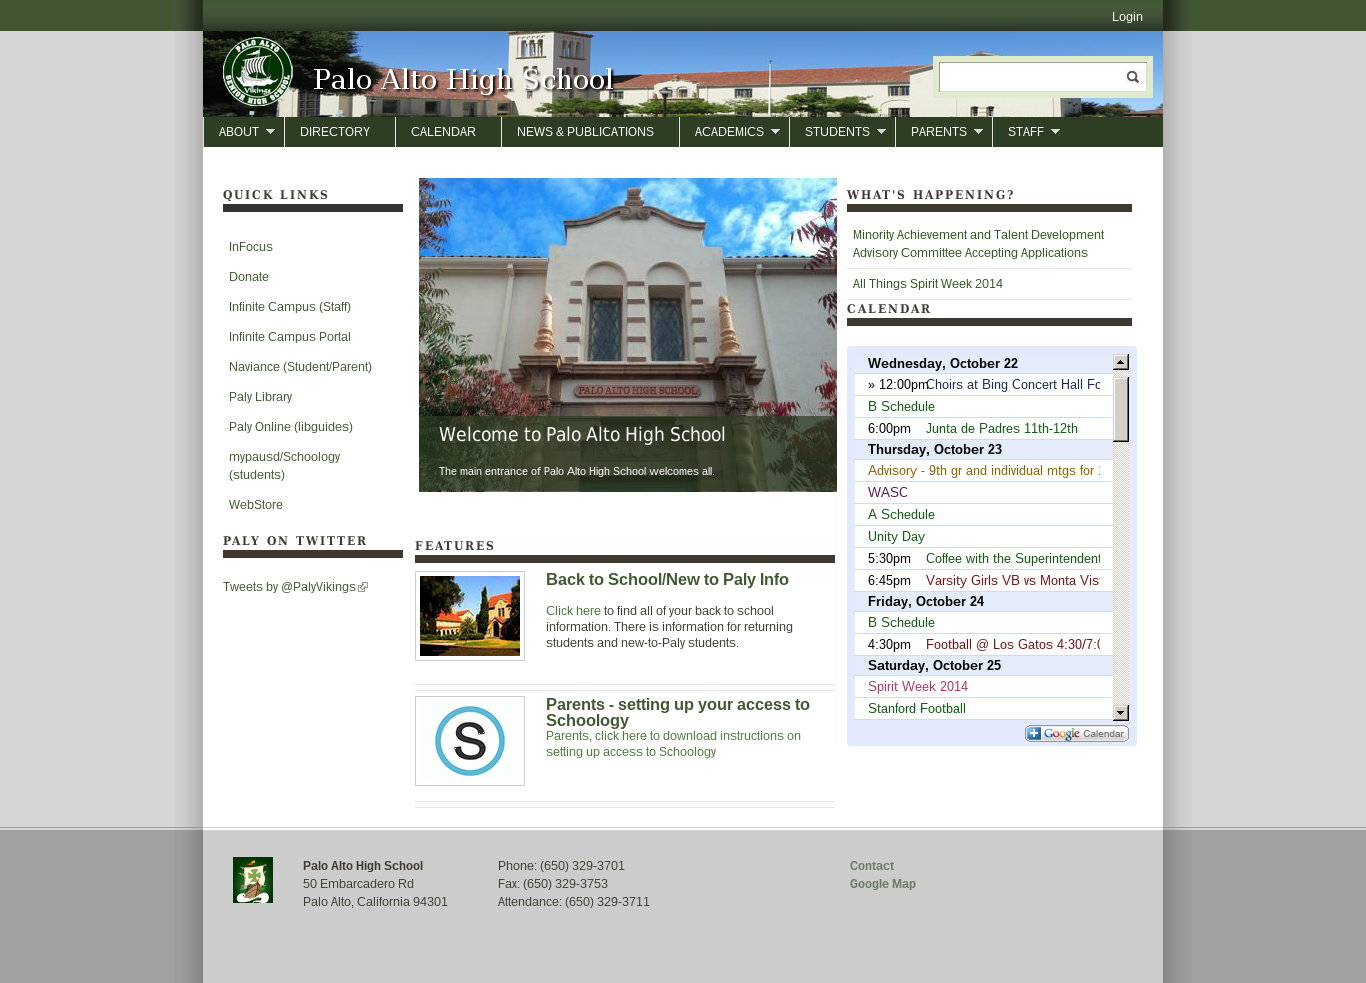 Login
PALO ALTO
Vikings
SENIOR HIGH SCHOOL
Palo Alto High School
ABOUT
DIRECTORY
CALENDAR
NEWS & PUBLICATIONS
ACADEMICS
STUDENTS
PARENTS
STAFF
QUICK LINKS
InFocus
Donate
Infinite Campus (Staff)
Infinite Campus Portal
Naviance (Student/Parent)
Paly Library
Paly Online (libguides)
mypausd/Schoology
(students)
WebStore
PALY ON TWITTER
Tweets by @PalyVikings
PALO ALTO HIGH SCHOOL
Welcome to Palo Alto High School
The main entrance of Palo Alto High School welcomes all.
FEATURES
Back to School/New to Paly Info
Click here to find all of your back to school
information. There is information for returning
students and new-to-Paly students.
S
Parents - setting up your access to
Schoology
Parents, click here to download instructions on
setting up access to Schoology
WHAT'S HAPPENING?
Minority Achievement and Talent Development
Advisory Committee Accepting Applications
All Things Spirit Week 2014
CALENDAR
Wednesday, October 22
» 12:00pm Choirs at Bing Concert Hall Fo
B Schedule
6:00pm Junta de Padres 11th-12th
Thursday, October 23
Advisory - 9th gr and individual mtgs for 1
WASC
A Schedule
Unity Day
5:30pm Coffee with the Superintendent
6:45pm Varsity Girls VB vs Monta Vist
Friday, October 24
B Schedule
4:30pm Football @ Los Gatos 4:30/7:0
Saturday, October 25
Spirit Week 2014
Stanford Football
Google Calendar
Palo Alto High School
50 Embarcadero Rd
Palo Alto, California 94301
Phone: (650) 329-3701
Fax: (650) 329-3753
Attendance: (650) 329-3711
Contact
Google Map